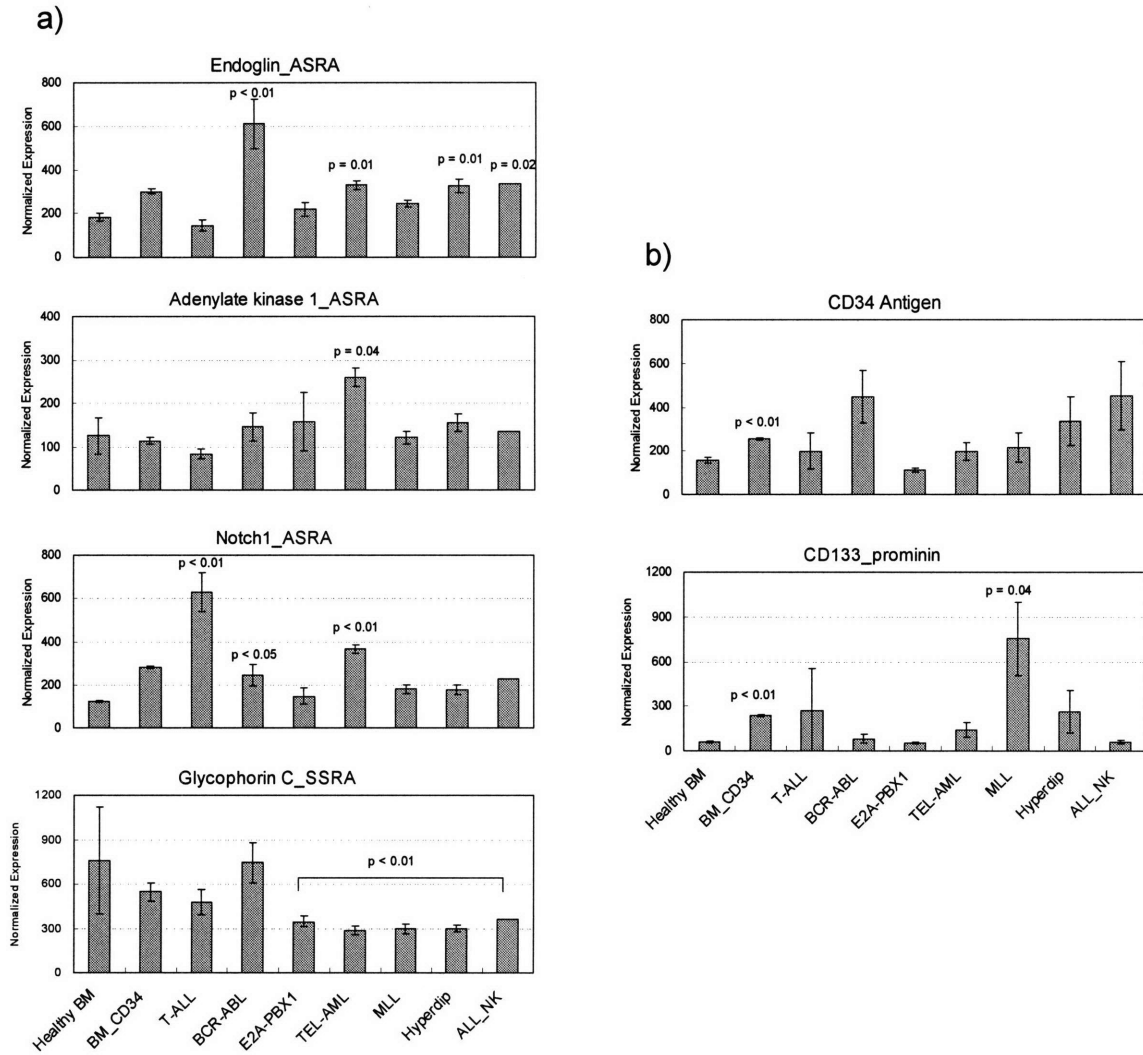 a)
Endoglin_ASRA
Normalized Expression
800
600
400
200
0
p < 0.01
p = 0.01
p = 0.01
p = 0.02
Adenylate kinase 1_ASRA
Normalized Expression
400
300
200
100
0
p = 0.04
Notch1_ASRA
Normalized Expression
800
600
400
200
0
p < 0.01
p < 0.05
p < 0.01
Glycophorin C_SSRA
Normalized Expression
1200
900
600
300
0
p < 0.01
Healthy BM
BM_CD34
T-ALL
BCR-ABL
E2A-PBX1
TEL-AML
MLL
Hyperdip
ALL_NK
b)
CD34 Antigen
Normalized Expression
800
600
400
200
0
p < 0.01
CD133_prominin
Normalized Expression
1200
900
600
300
0
p < 0.01
p = 0.04
Healthy BM
BM_CD34
T-ALL
BCR-ABL
E2A-PBX1
TEL-AML
MLL
Hyperdip
ALL_NK